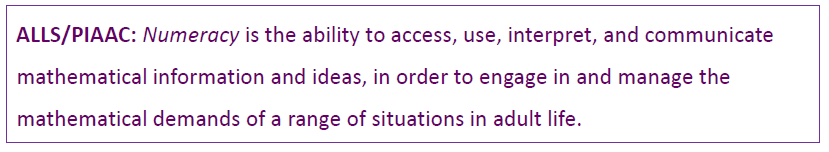 ALLS/PIAAC: Numeracy is the ability to access, use, interpret, and communicate
mathematical information and ideas, in order to engage in and manage the
mathematical demands of a range of situations in adult life.